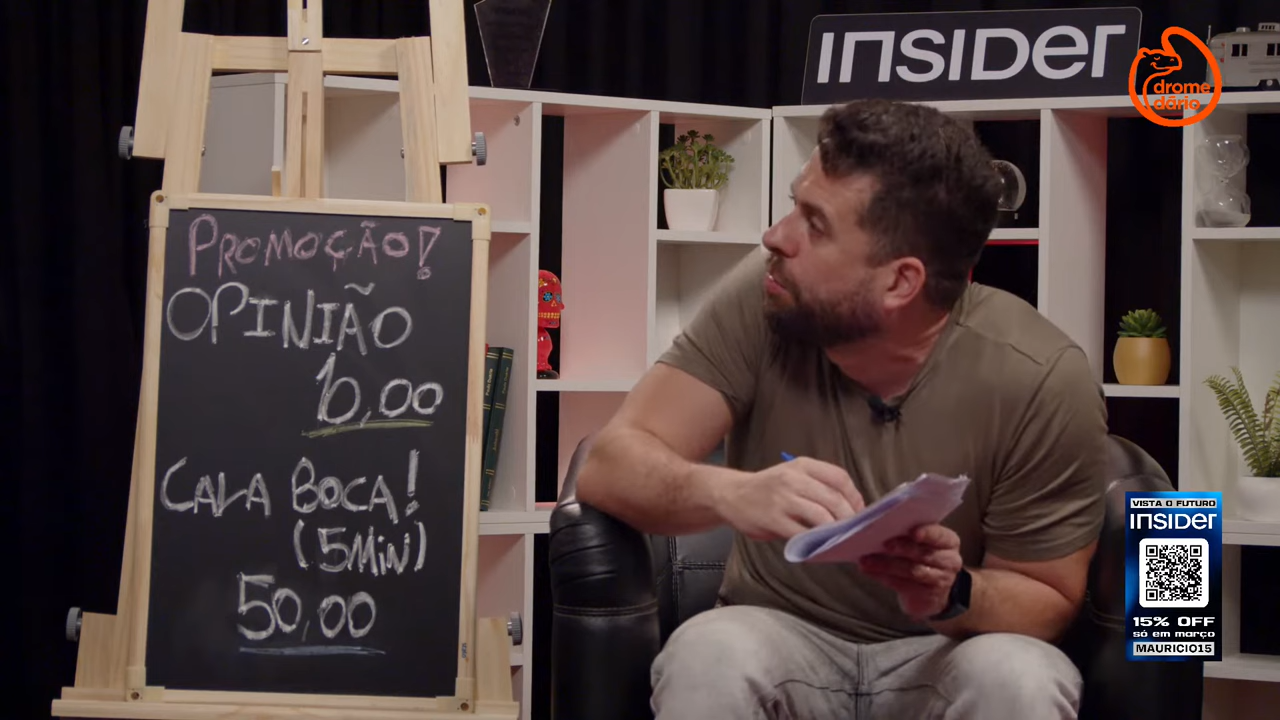 PROMOÇÃO!
OPINIÃO
10,00
CALA BOCA!
(5MIN)
50,00
INSIDer
drome
dário
VISTA O FUTURO
INSIDer
15% OFF
só em março
MAURICIO15